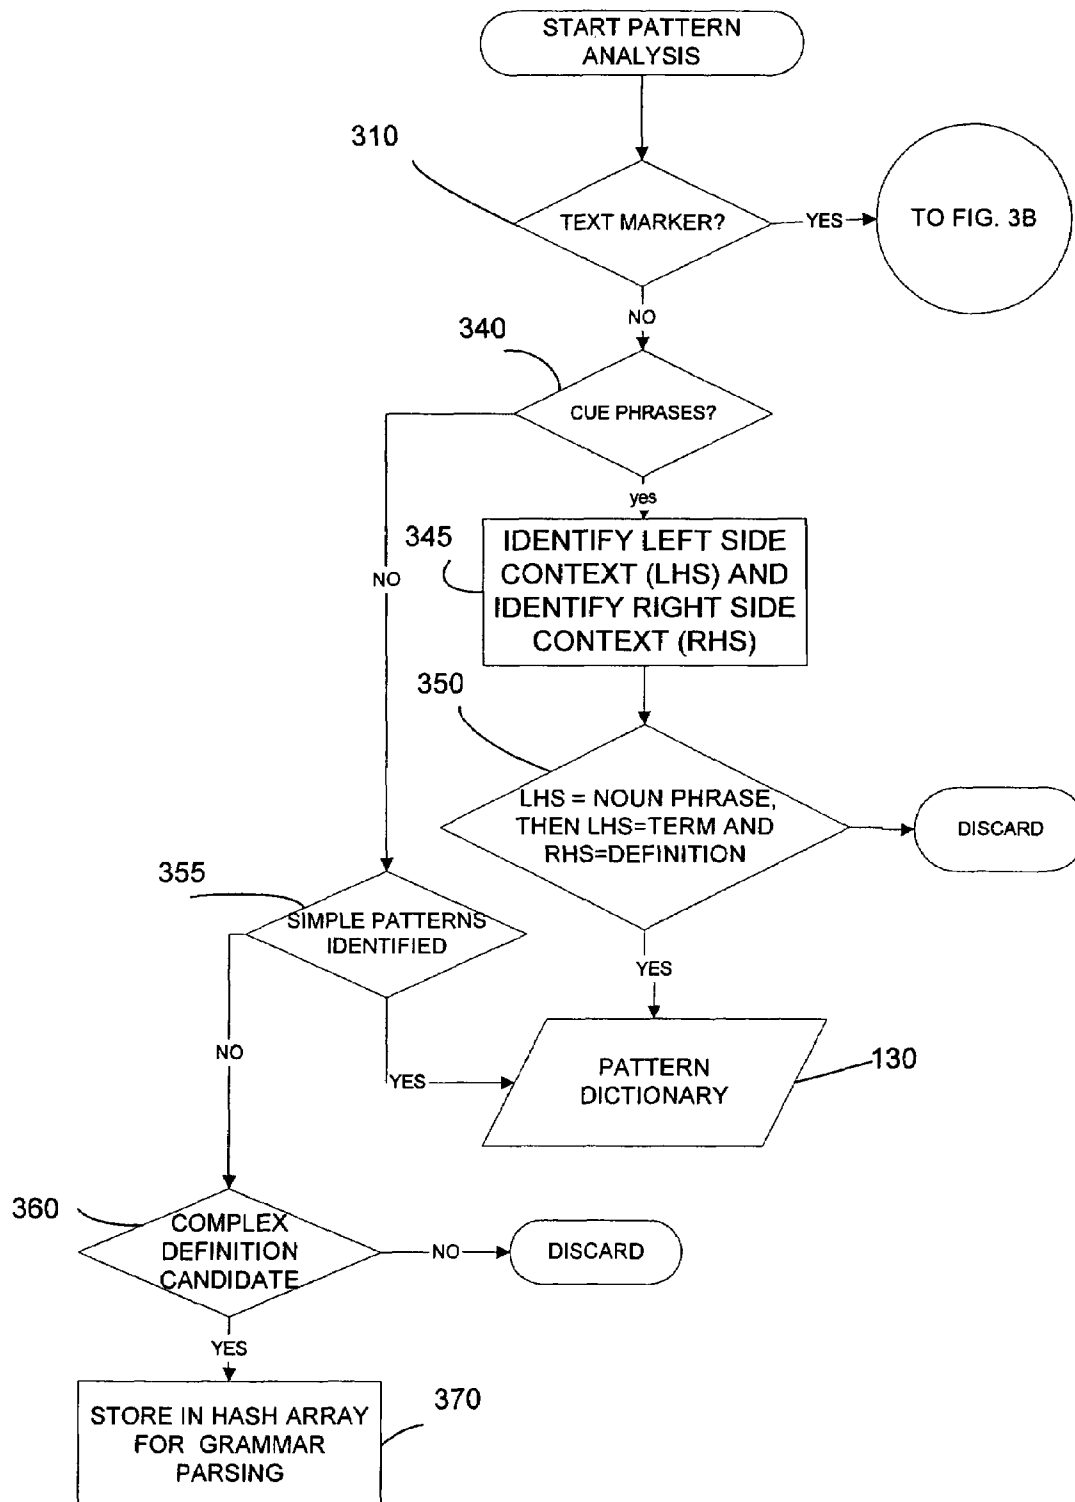 START PATTERN
ANALYSIS
310
TEXT MARKER?
YES
TO FIG. 3B
NO
340
CUE PHRASES?
yes
345
IDENTIFY LEFT SIDE
CONTEXT (LHS) AND
IDENTIFY RIGHT SIDE
CONTEXT (RHS)
NO
350
LHS = NOUN PHRASE,
THEN LHS=TERM AND
RHS=DEFINITION
DISCARD
355
SIMPLE PATTERNS
IDENTIFIED
YES
NO
YES
PATTERN
DICTIONARY
130
360
COMPLEX
DEFINITION
CANDIDATE
NO
DISCARD
YES
370
STORE IN HASH ARRAY
FOR GRAMMAR
PARSING